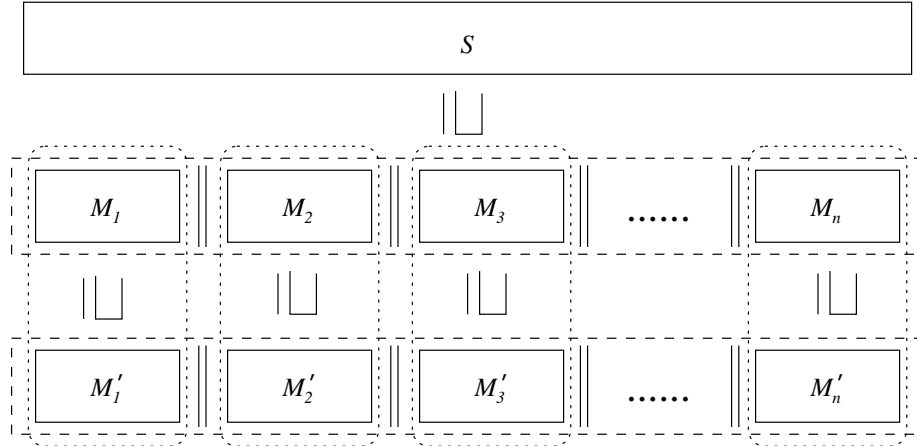 S
|⊔
M₁ || M₂ || M₃ || ...... || Mₙ
|⊔ |⊔ |⊔ |⊔
M₁′ || M₂′ || M₃′ || ...... || Mₙ′